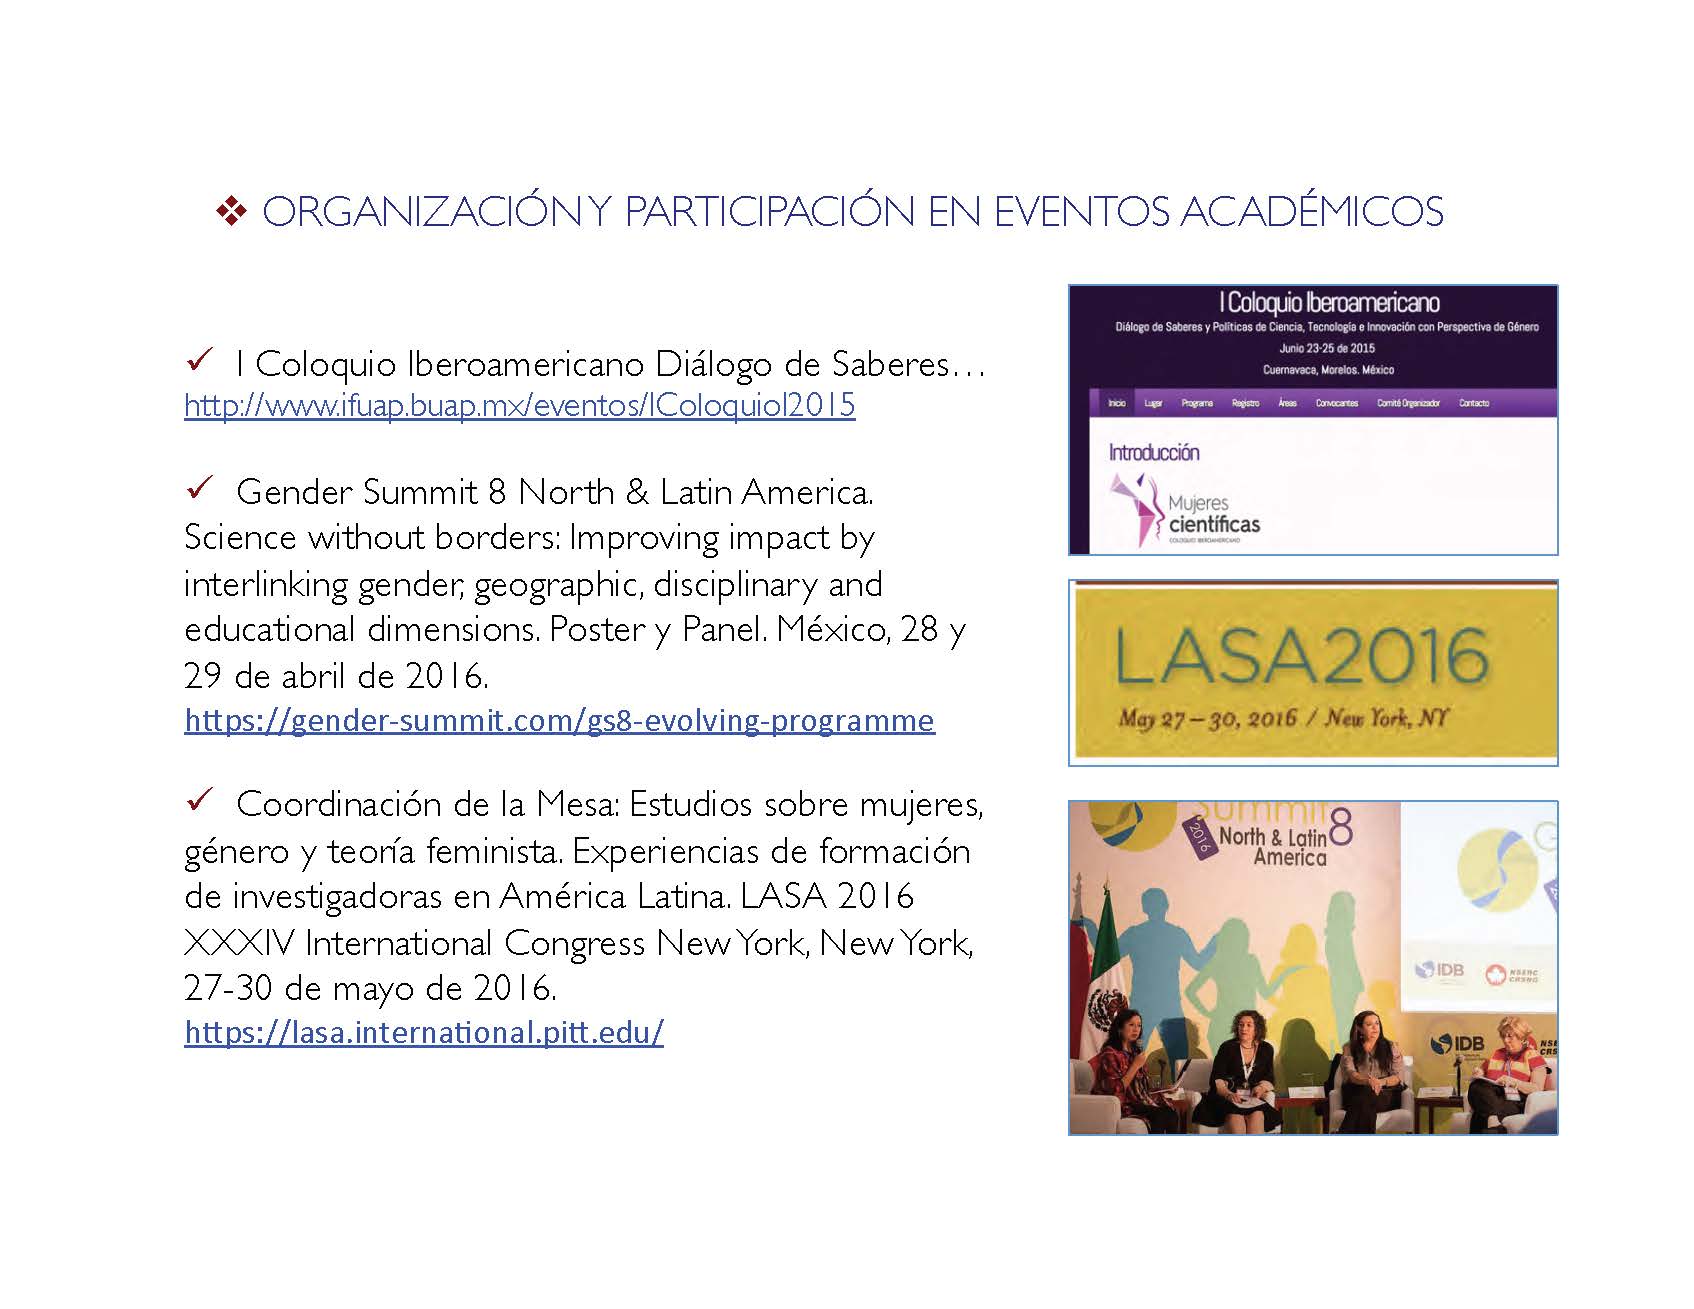 ❖ ORGANIZACIÓN Y PARTICIPACIÓN EN EVENTOS ACADÉMICOS
✓ I Coloquio Iberoamericano Diálogo de Saberes…
http://www.ifuap.buap.mx/eventos/IColoquioI2015
✓ Gender Summit 8 North & Latin America.
Science without borders: Improving impact by
interlinking gender, geographic, disciplinary and
educational dimensions. Poster y Panel. México, 28 y
29 de abril de 2016.
https://gender-summit.com/gs8-evolving-programme
✓ Coordinación de la Mesa: Estudios sobre mujeres,
género y teoría feminista. Experiencias de formación
de investigadoras en América Latina. LASA 2016
XXXIV International Congress New York, New York,
27-30 de mayo de 2016.
https://lasa.international.pitt.edu/
I Coloquio Iberoamericano
Diálogo de Saberes y Políticas de Ciencia, Tecnología e Innovación con Perspectiva de Género
Junio 23-25 de 2015
Cuernavaca, Morelos. México
Inicio Lugar Programa Registro Áreas Convocantes Comité Organizador Contacto
Introducción
Mujeres
científicas
COLOQUIO IBEROAMERICANO
LASA2016
May 27 – 30, 2016 / New York, NY
Summit 8
2016 North & Latin
America
G
IDB NSERC
CRSNG
IDB NSE
CRS